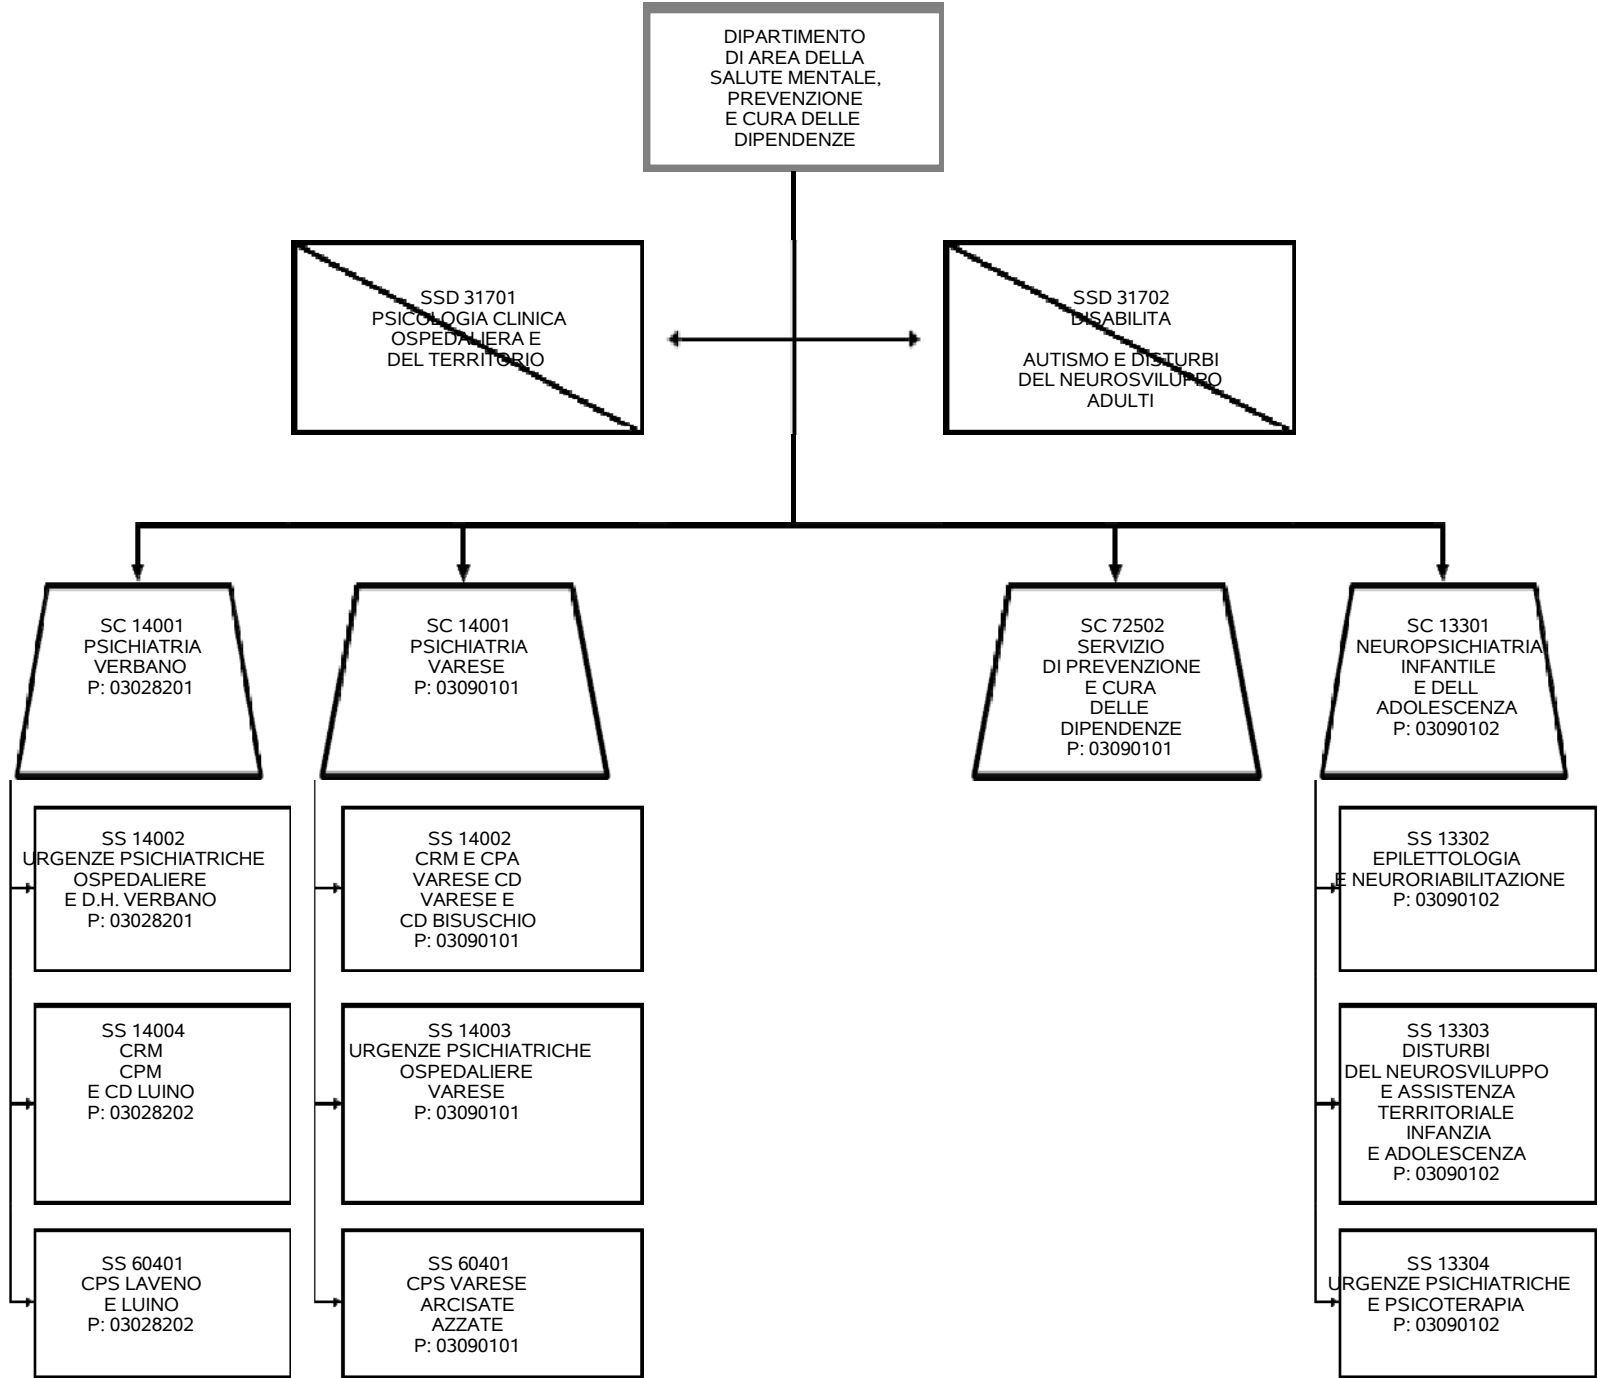 DIPARTIMENTO
DI AREA DELLA
SALUTE MENTALE,
PREVENZIONE
E CURA DELLE
DIPENDENZE
SSD 31701
PSICOLOGIA CLINICA
OSPEDALIERA E
DEL TERRITORIO
SSD 31702
DISABILITA
AUTISMO E DISTURBI
DEL NEUROSVILUPPO
ADULTI
SC 14001
PSICHIATRIA
VERBANO
P: 03028201
SC 14001
PSICHIATRIA
VARESE
P: 03090101
SC 72502
SERVIZIO
DI PREVENZIONE
E CURA
DELLE
DIPENDENZE
P: 03090101
SC 13301
NEUROPSICHIATRIA
INFANTILE
E DELL
ADOLESCENZA
P: 03090102
SS 14002
URGENZE PSICHIATRICHE
OSPEDALIERE
E D.H. VERBANO
P: 03028201
SS 14002
CRM E CPA
VARESE CD
VARESE E
CD BISUSCHIO
P: 03090101
SS 13302
EPILETTOLOGIA
E NEURORIABILITAZIONE
P: 03090102
SS 14004
CRM
CPM
E CD LUINO
P: 03028202
SS 14003
URGENZE PSICHIATRICHE
OSPEDALIERE
VARESE
P: 03090101
SS 13303
DISTURBI
DEL NEUROSVILUPPO
E ASSISTENZA
TERRITORIALE
INFANZIA
E ADOLESCENZA
P: 03090102
SS 60401
CPS LAVENO
E LUINO
P: 03028202
SS 60401
CPS VARESE
ARCISATE
AZZATE
P: 03090101
SS 13304
URGENZE PSICHIATRICHE
E PSICOTERAPIA
P: 03090102